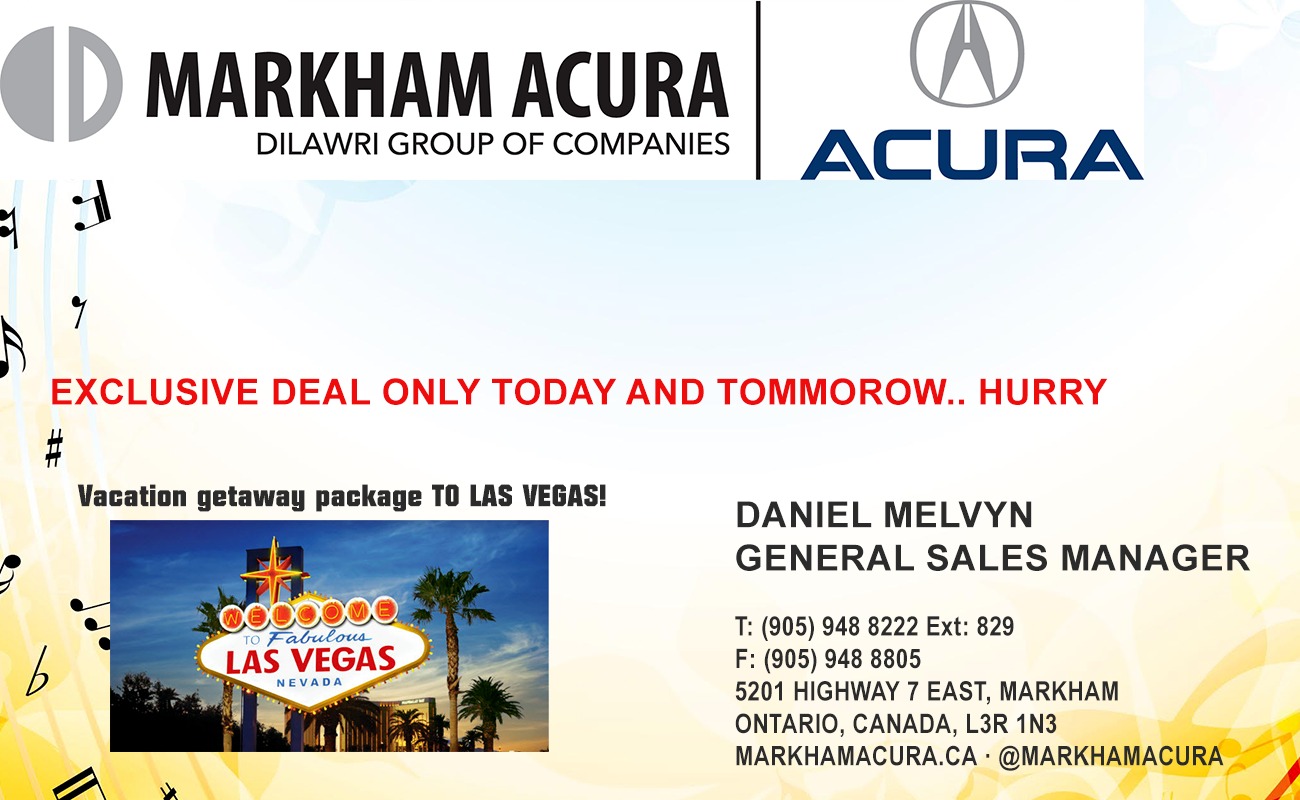 MARKHAM ACURA
DILAWRI GROUP OF COMPANIES
ACURA
EXCLUSIVE DEAL ONLY TODAY AND TOMMOROW.. HURRY
Vacation getaway package TO LAS VEGAS!
WELCOME
TO Fabulous
LAS VEGAS
NEVADA
DANIEL MELVYN
GENERAL SALES MANAGER
T: (905) 948 8222 Ext: 829
F: (905) 948 8805
5201 HIGHWAY 7 EAST, MARKHAM
ONTARIO, CANADA, L3R 1N3
MARKHAMACURA.CA · @MARKHAMACURA